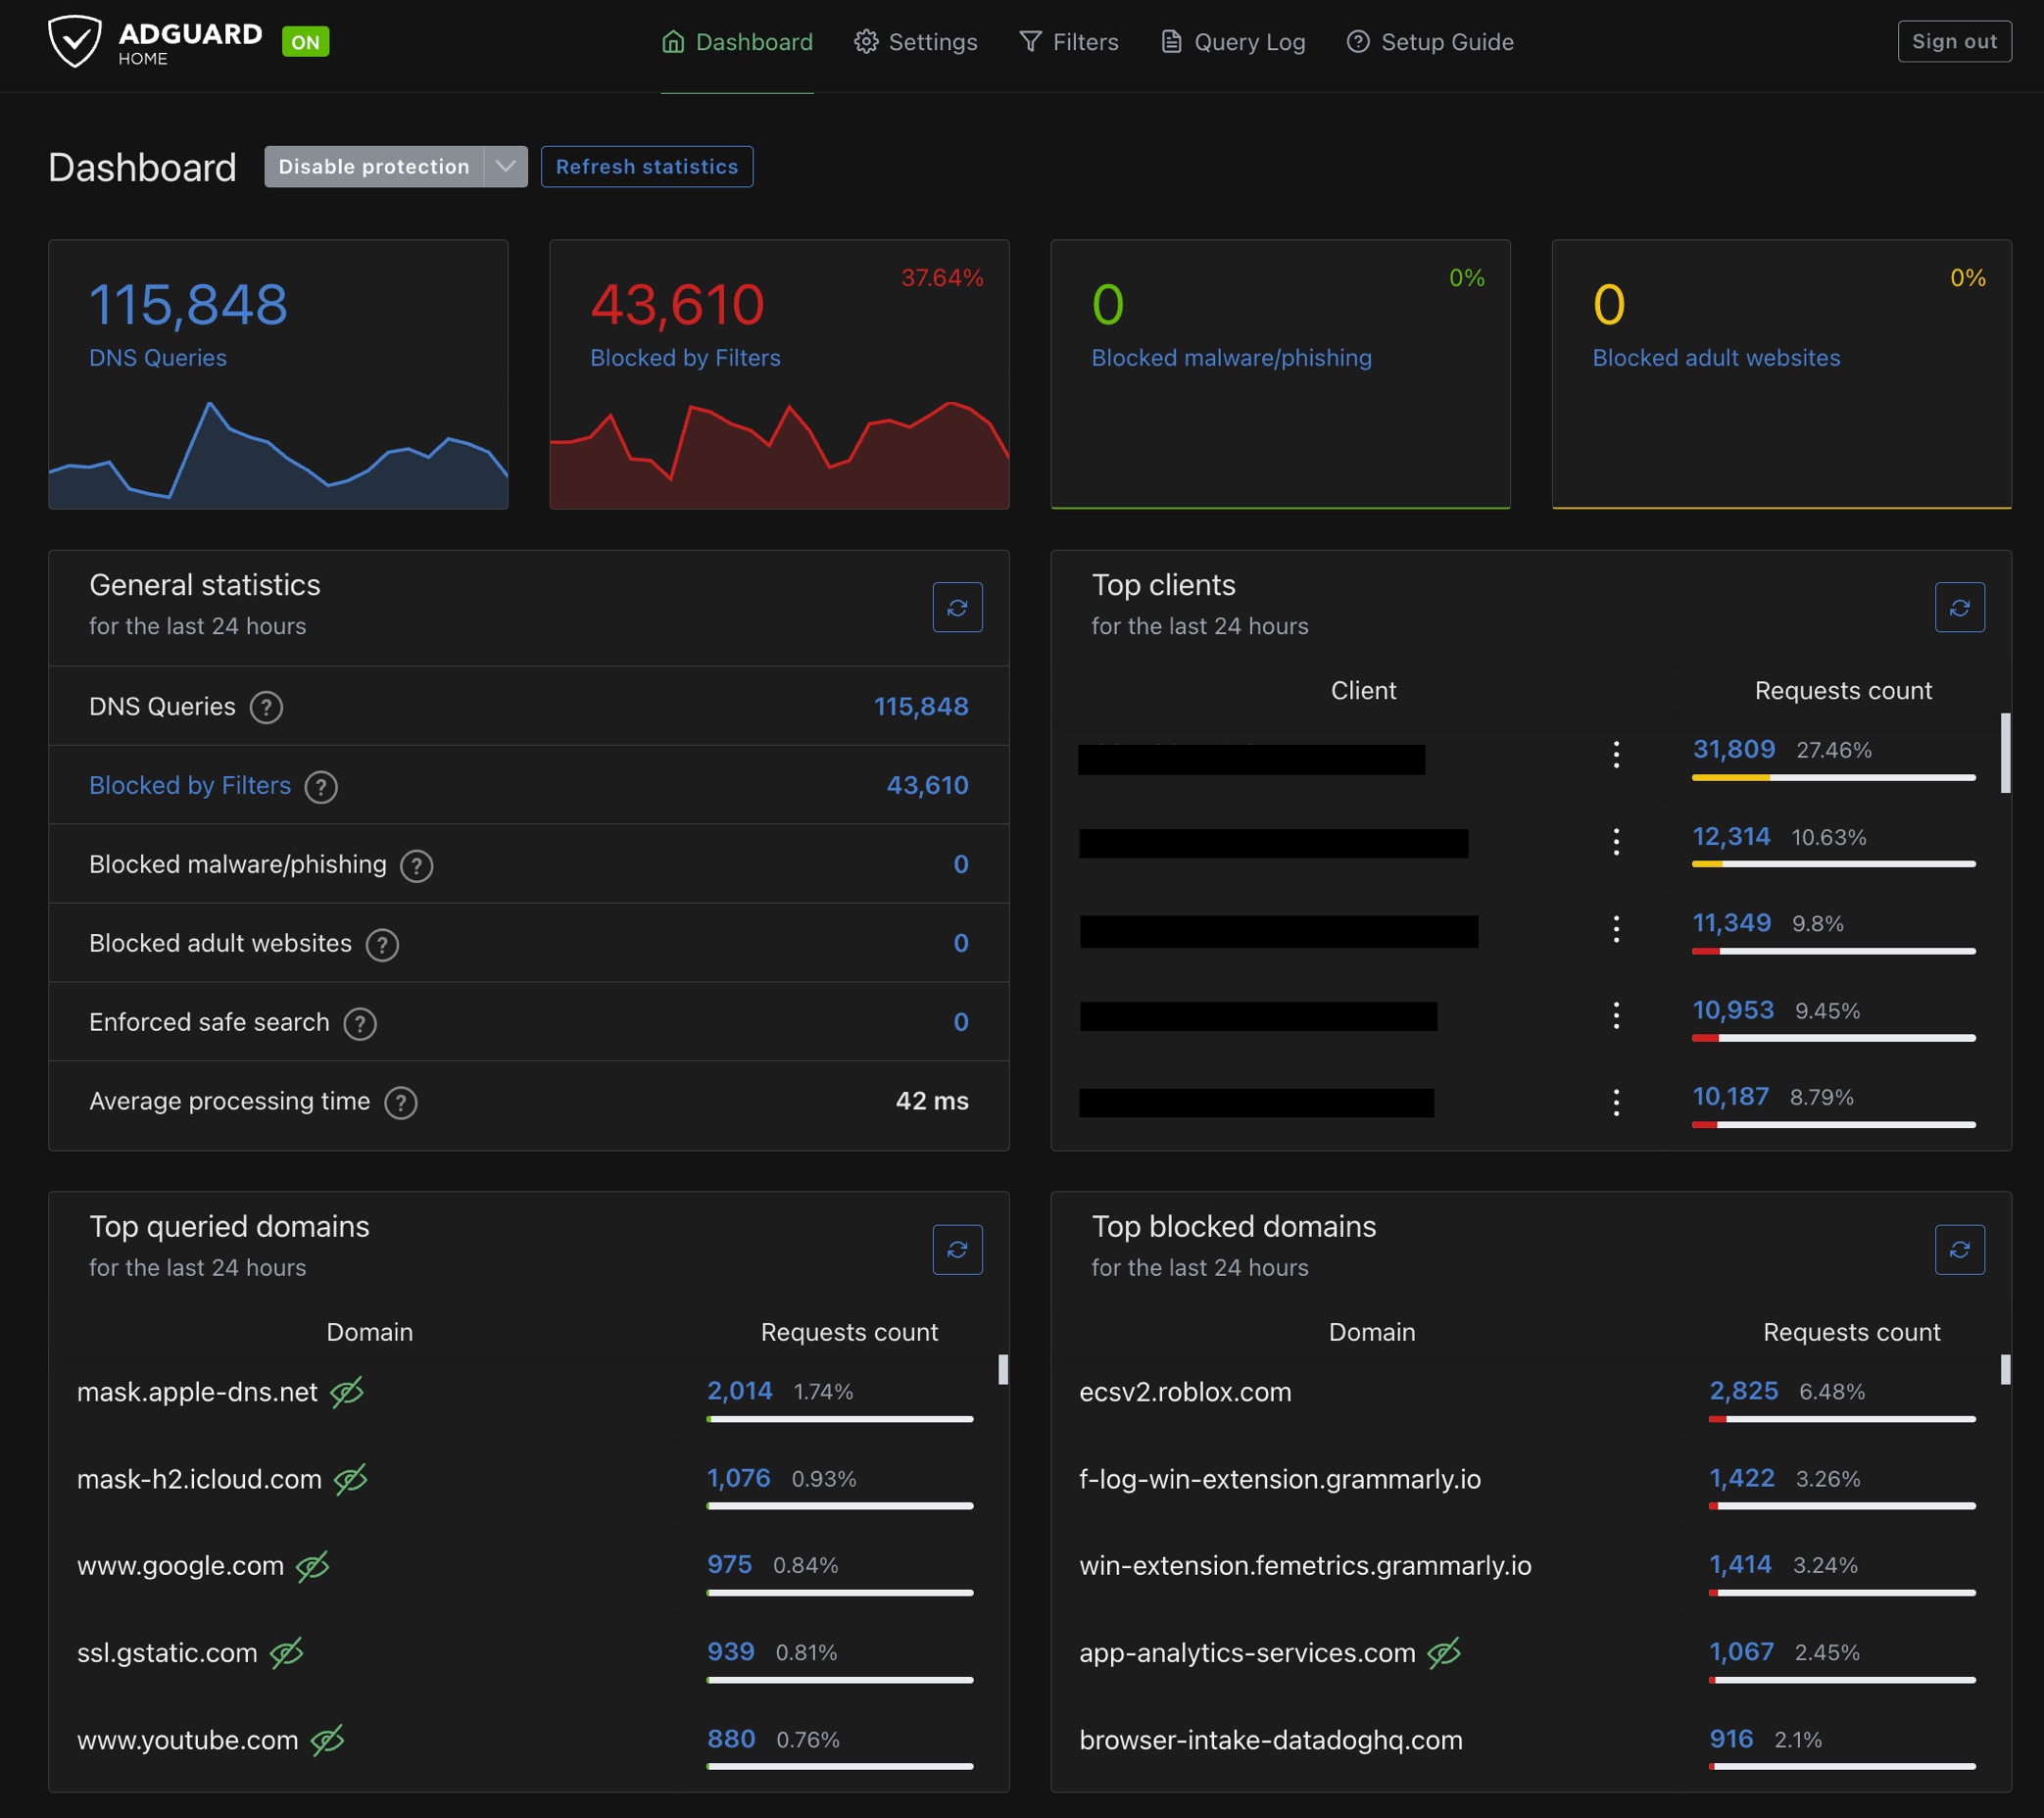 ADGUARD
HOME
ON
Dashboard
Settings
Filters
Query Log
Setup Guide
Sign out
Dashboard
Disable protection
Refresh statistics
115,848
DNS Queries
37.64%
43,610
Blocked by Filters
0%
0
Blocked malware/phishing
0%
0
Blocked adult websites
General statistics
for the last 24 hours
DNS Queries ? 115,848
Blocked by Filters ? 43,610
Blocked malware/phishing ? 0
Blocked adult websites ? 0
Enforced safe search ? 0
Average processing time ? 42 ms
Top clients
for the last 24 hours
Client Requests count
31,809 27.46%
12,314 10.63%
11,349 9.8%
10,953 9.45%
10,187 8.79%
Top queried domains
for the last 24 hours
Domain Requests count
mask.apple-dns.net 2,014 1.74%
mask-h2.icloud.com 1,076 0.93%
www.google.com 975 0.84%
ssl.gstatic.com 939 0.81%
www.youtube.com 880 0.76%
Top blocked domains
for the last 24 hours
Domain Requests count
ecsv2.roblox.com 2,825 6.48%
f-log-win-extension.grammarly.io 1,422 3.26%
win-extension.femetrics.grammarly.io 1,414 3.24%
app-analytics-services.com 1,067 2.45%
browser-intake-datadoghq.com 916 2.1%